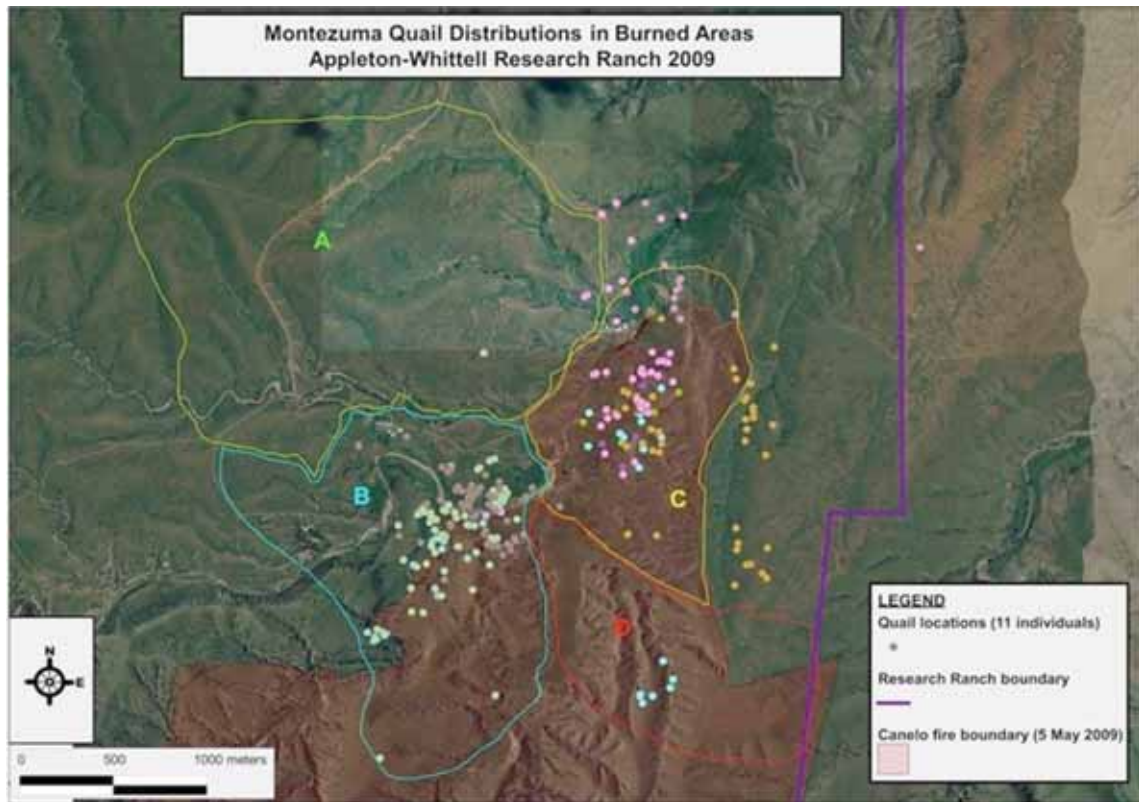 Montezuma Quail Distributions in Burned Areas
Appleton-Whittell Research Ranch 2009
A
B
C
D
N
E
LEGEND
Quail locations (11 individuals)
Research Ranch boundary
Canelo fire boundary (5 May 2009)
0 500 1000 meters